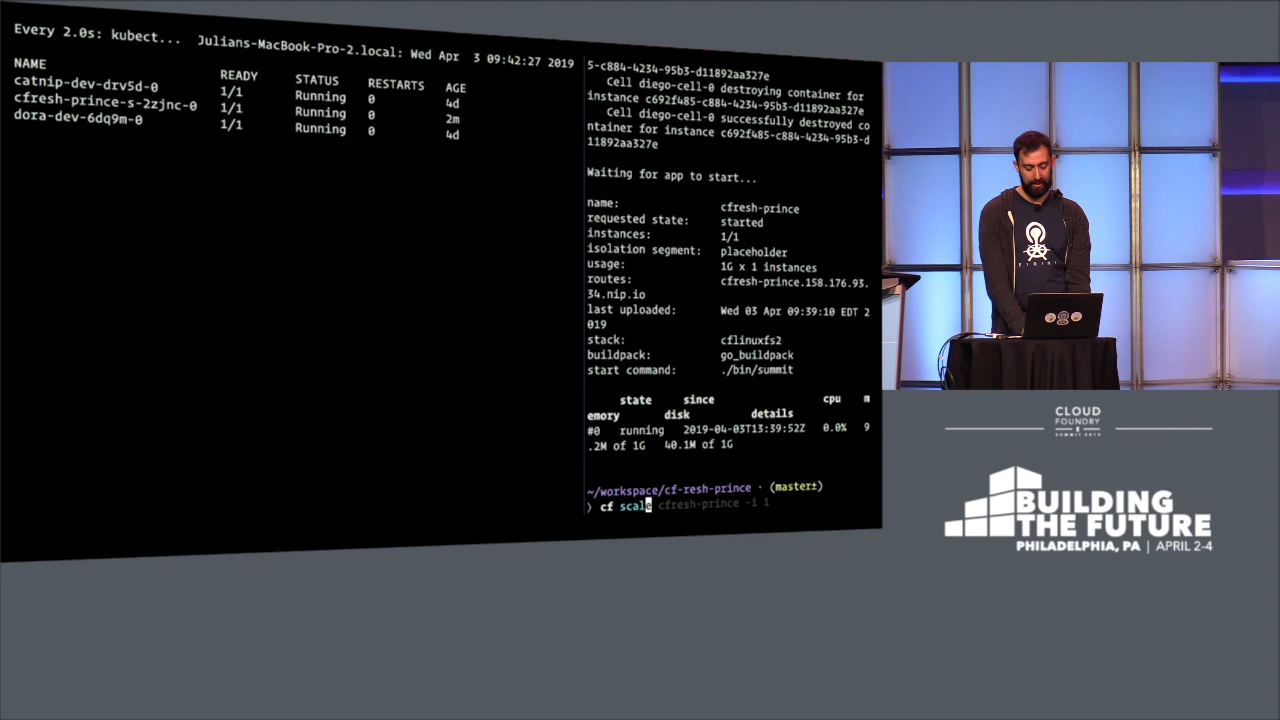 Every 2.0s: kubect... Julians-MacBook-Pro-2.local: Wed Apr 3 09:42:27 2019
NAME READY STATUS RESTARTS AGE
catnip-dev-drv5d-0 1/1 Running 0 4d
cfresh-prince-s-2zjnc-0 1/1 Running 0 2m
dora-dev-6dq9m-0 1/1 Running 0 4d
5-c884-4234-95b3-d11892aa327e
Cell diego-cell-0 destroying container for
instance c692f485-c884-4234-95b3-d11892aa327e
Cell diego-cell-0 successfully destroyed co
ntainer for instance c692f485-c884-4234-95b3-d
11892aa327e
Waiting for app to start...
name: cfresh-prince
requested state: started
instances: 1/1
isolation segment: placeholder
usage: 1G x 1 instances
routes: cfresh-prince.158.176.93.
34.nip.io
last uploaded: Wed 03 Apr 09:39:10 EDT 2
019
stack: cflinuxfs2
buildpack: go_buildpack
start command: ./bin/summit
state since cpu m
emory disk details
#0 running 2019-04-03T13:39:52Z 0.0% 9
.2M of 1G 40.1M of 1G
~/workspace/cf-resh-prince · (master±)
❯ cf scale cfresh-prince -i 1
EIRINI
CLOUD
FOUNDRY
SUMMIT 2019
BUILDING
THE FUTURE
PHILADELPHIA, PA | APRIL 2-4